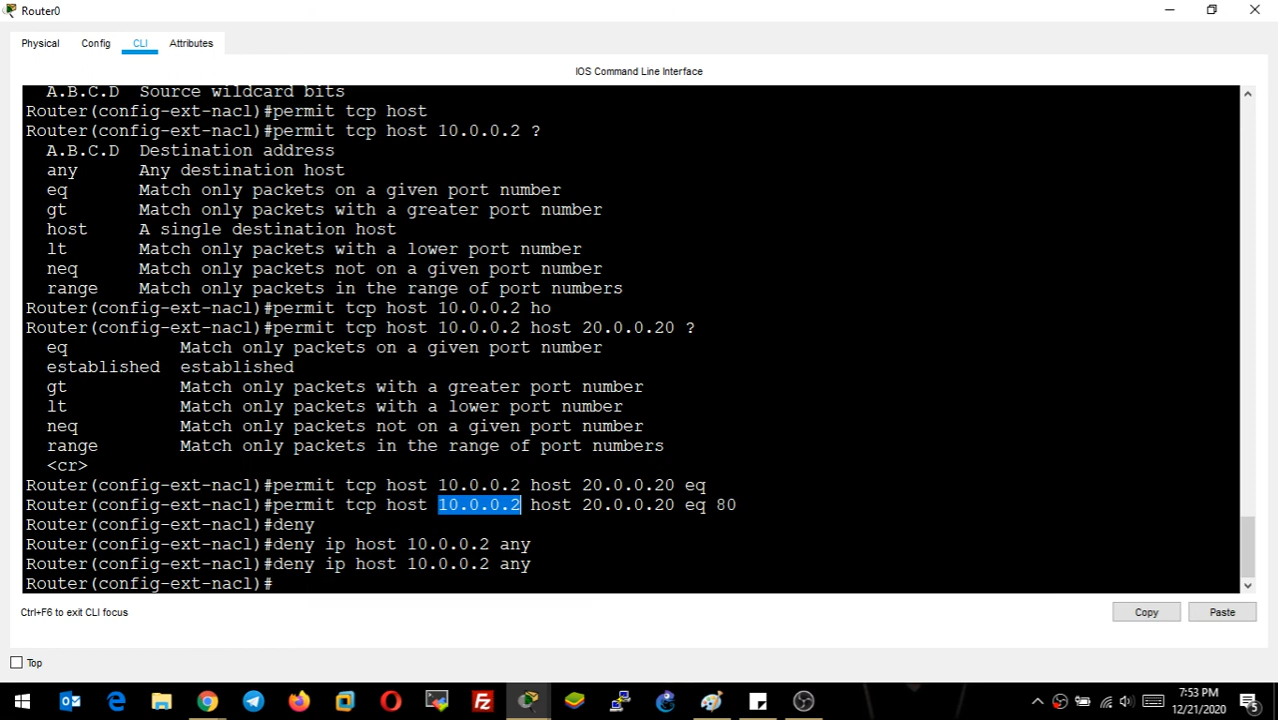 Router0
Physical Config CLI Attributes
IOS Command Line Interface
A.B.C.D Source wildcard bits
Router(config-ext-nacl)#permit tcp host
Router(config-ext-nacl)#permit tcp host 10.0.0.2 ?
A.B.C.D Destination address
any Any destination host
eq Match only packets on a given port number
gt Match only packets with a greater port number
host A single destination host
lt Match only packets with a lower port number
neq Match only packets not on a given port number
range Match only packets in the range of port numbers
Router(config-ext-nacl)#permit tcp host 10.0.0.2 ho
Router(config-ext-nacl)#permit tcp host 10.0.0.2 host 20.0.0.20 ?
eq Match only packets on a given port number
established established
gt Match only packets with a greater port number
lt Match only packets with a lower port number
neq Match only packets not on a given port number
range Match only packets in the range of port numbers
<cr>
Router(config-ext-nacl)#permit tcp host 10.0.0.2 host 20.0.0.20 eq
Router(config-ext-nacl)#permit tcp host 10.0.0.2 host 20.0.0.20 eq 80
Router(config-ext-nacl)#deny
Router(config-ext-nacl)#deny ip host 10.0.0.2 any
Router(config-ext-nacl)#deny ip host 10.0.0.2 any
Router(config-ext-nacl)#
Ctrl+F6 to exit CLI focus
Copy Paste
Top
7:53 PM
12/21/2020
5